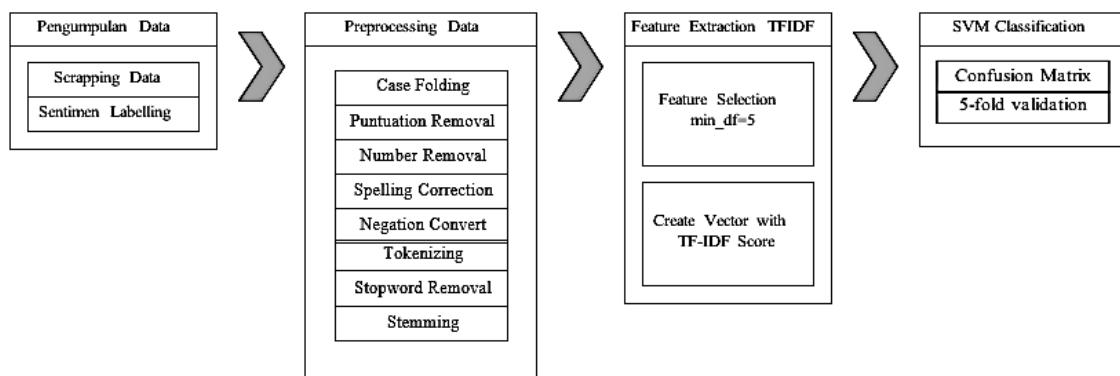 Pengumpulan Data
Scrapping Data
Sentimen Labelling
Preprocessing Data
Case Folding
Puntuation Removal
Number Removal
Spelling Correction
Negation Convert
Tokenizing
Stopword Removal
Stemming
Feature Extraction TFIDF
Feature Selection
min_df=5
Create Vector with
TF-IDF Score
SVM Classification
Confusion Matrix
5-fold validation